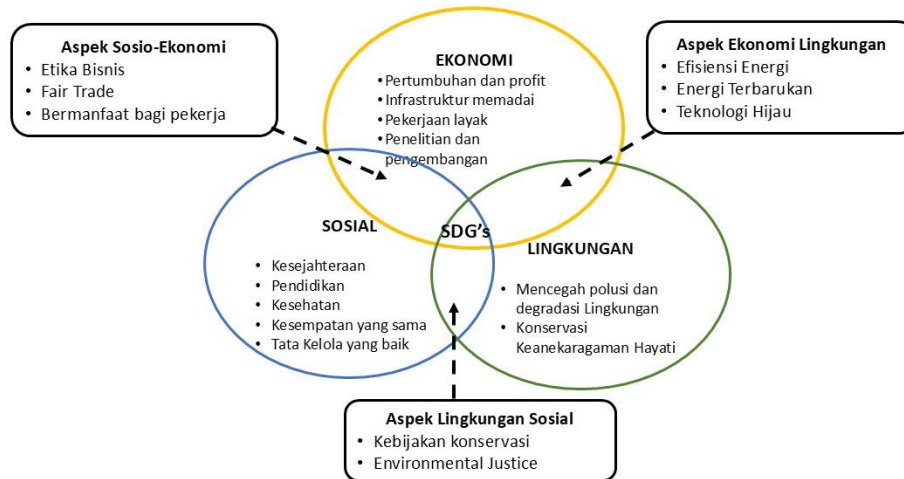 Aspek Sosio-Ekonomi
• Etika Bisnis
• Fair Trade
• Bermanfaat bagi pekerja
EKONOMI
•Pertumbuhan dan profit
•Infrastruktur memadai
•Pekerjaan layak
•Penelitian dan
pengembangan
Aspek Ekonomi Lingkungan
• Efisiensi Energi
• Energi Terbarukan
• Teknologi Hijau
SOSIAL
• Kesejahteraan
• Pendidikan
• Kesehatan
• Kesempatan yang sama
• Tata Kelola yang baik
SDG's
LINGKUNGAN
• Mencegah polusi dan
degradasi Lingkungan
• Konservasi
Keanekaragaman Hayati
Aspek Lingkungan Sosial
• Kebijakan konservasi
• Environmental Justice